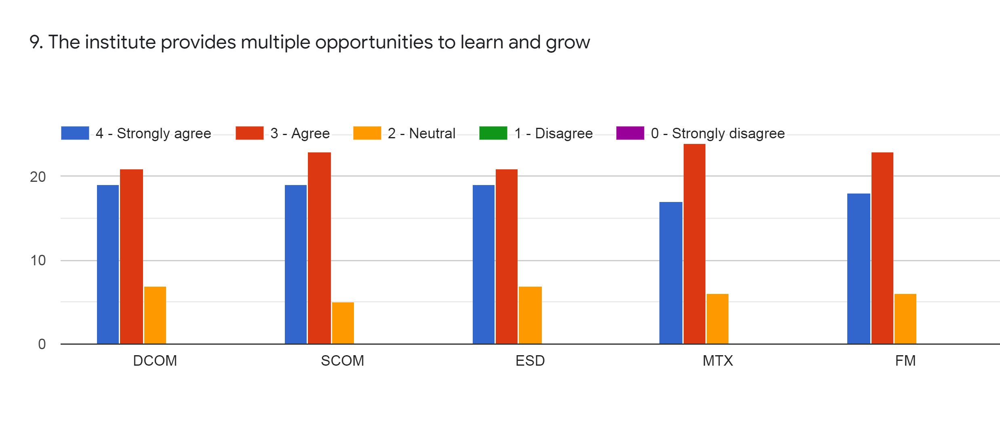 9. The institute provides multiple opportunities to learn and grow
4 - Strongly agree 3 - Agree 2 - Neutral 1 - Disagree 0 - Strongly disagree
20
10
0
DCOM SCOM ESD MTX FM